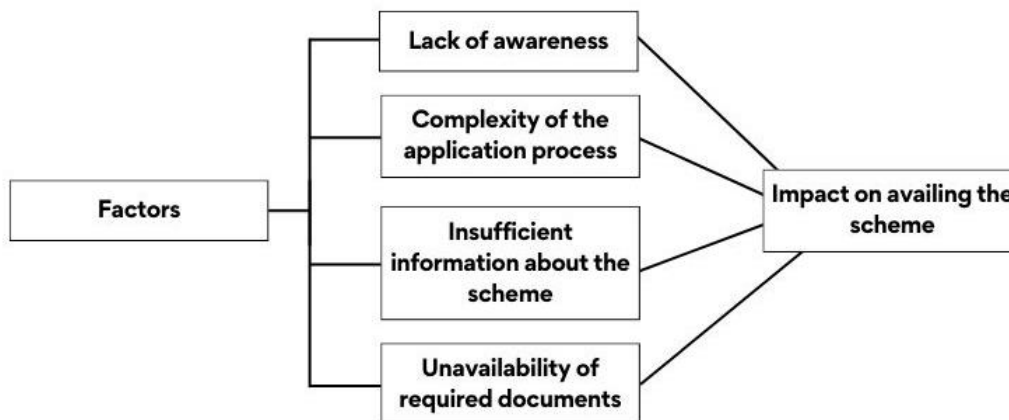 Lack of awareness
Complexity of the
application process
Factors
Impact on availing the
scheme
Insufficient
information about the
scheme
Unavailability of
required documents